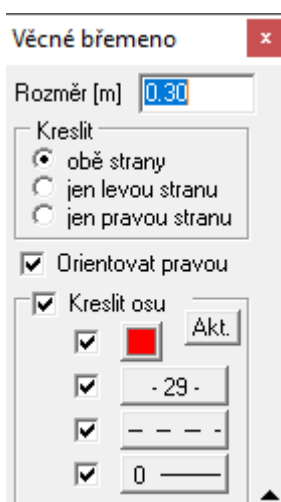 Věcné břemeno x
Rozměr [m] 0.30
Kreslit
obě strany
jen levou stranu
jen pravou stranu
Orientovat pravou
Kreslit osu
Akt.
- 29 -
0